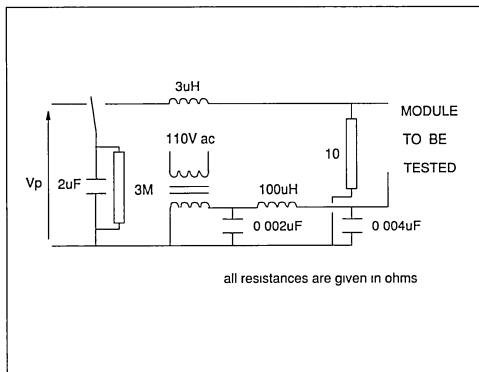 3uH
MODULE
110V ac
TO BE
10
TESTED
2uF
3M
100uH
Vp
0 002uF
0 004uF
all resistances are given in ohms